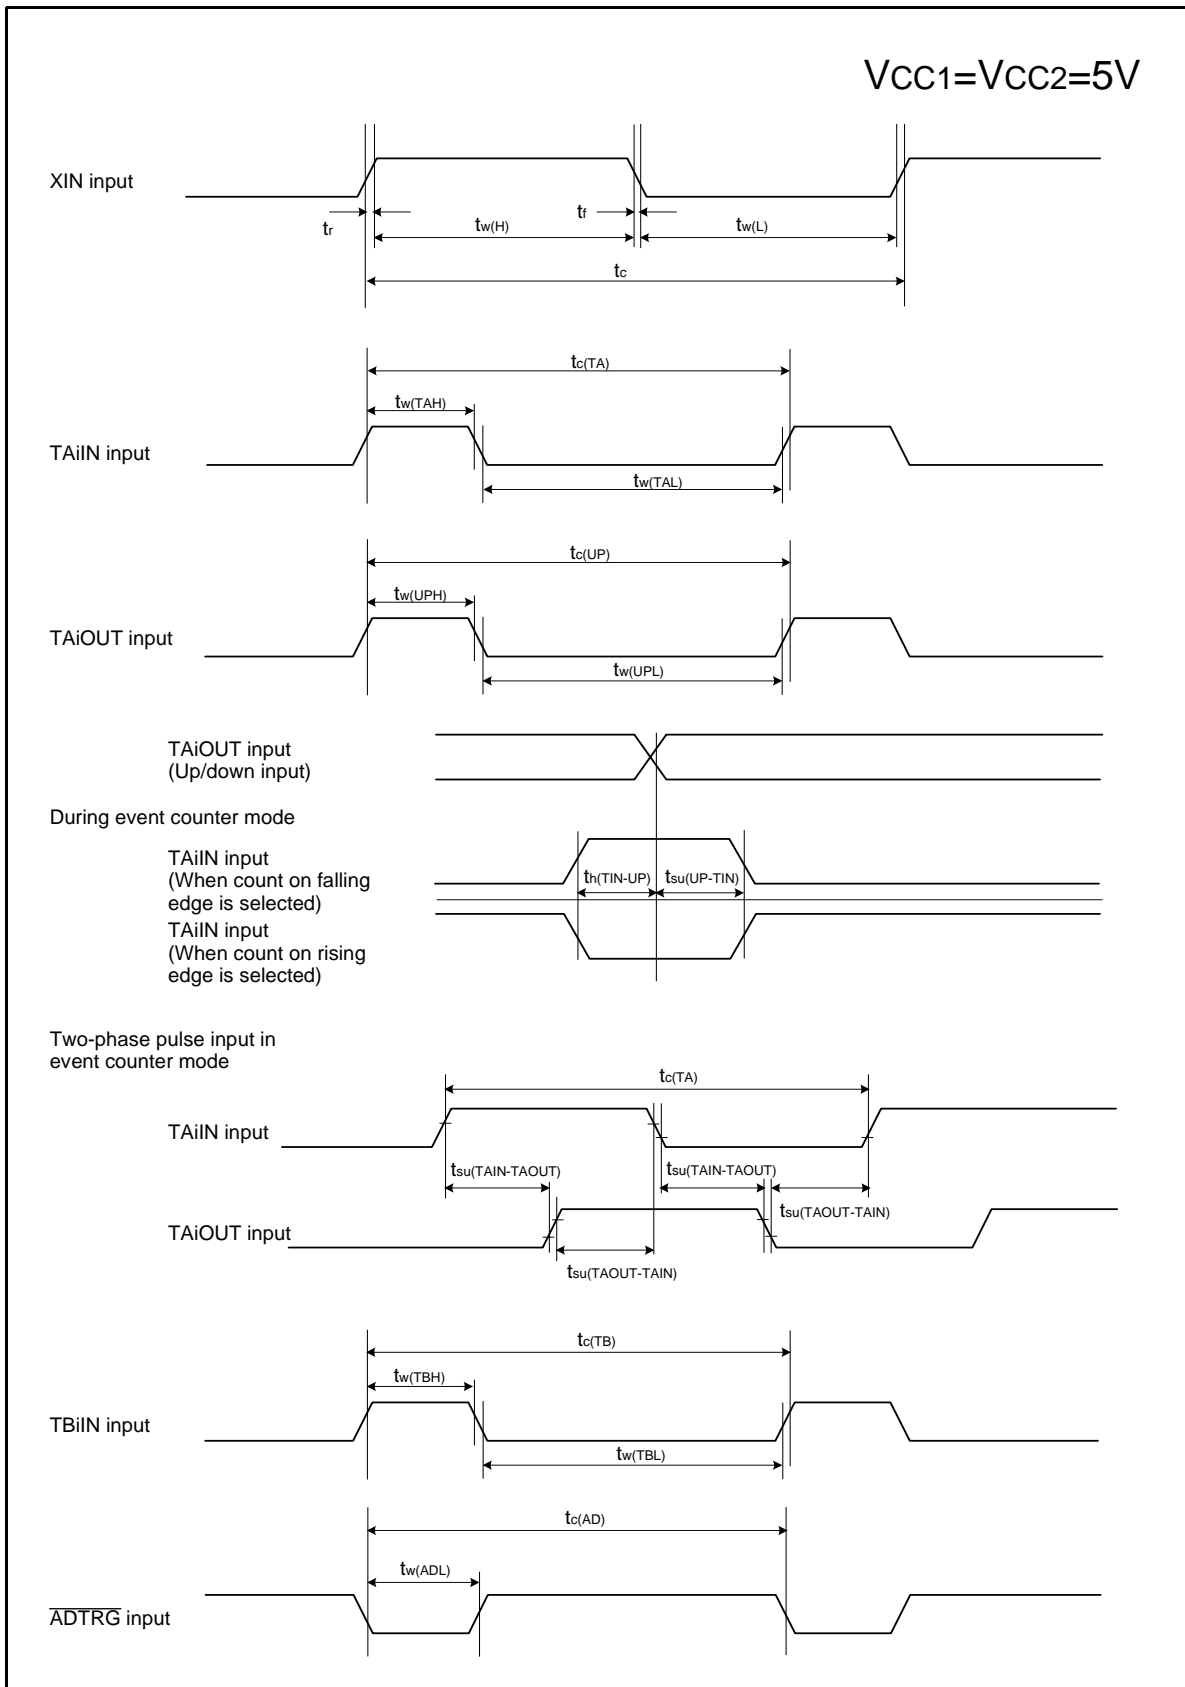 VCC1=VCC2=5V
XIN input
tr
tw(H)
tf
tw(L)
tc
tc(TA)
tw(TAH)
TAiIN input
tw(TAL)
tc(UP)
tw(UPH)
TAiOUT input
tw(UPL)
TAiOUT input
(Up/down input)
During event counter mode
TAiIN input
(When count on falling
edge is selected)
th(TIN-UP)
tsu(UP-TIN)
TAiIN input
(When count on rising
edge is selected)
Two-phase pulse input in
event counter mode
tc(TA)
TAiIN input
tsu(TAIN-TAOUT)
tsu(TAIN-TAOUT)
tsu(TAOUT-TAIN)
TAiOUT input
tsu(TAOUT-TAIN)
tc(TB)
tw(TBH)
TBiIN input
tw(TBL)
tc(AD)
tw(ADL)
ADTRG input